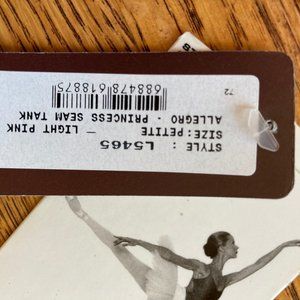 STYLE : L5465
SIZE: PETITE — LIGHT PINK
ALLEGRO - PRINCESS SEAM TANK
688478618875
72